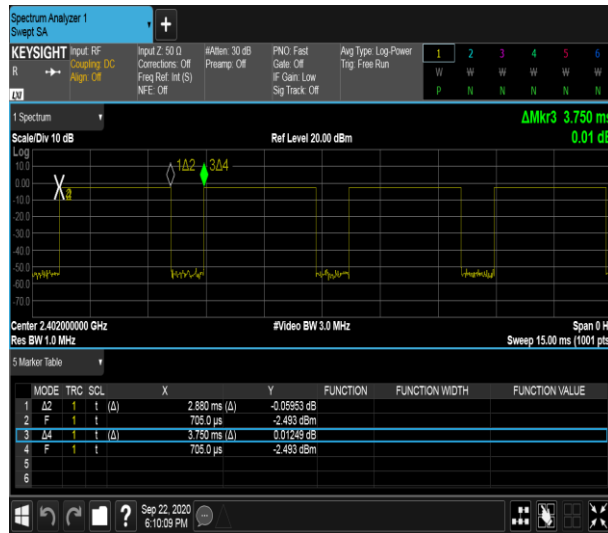 Spectrum Analyzer 1
Swept SA
+
KEYSIGHT Input: RF Input Z: 50 Ω #Atten: 30 dB PNO: Fast Avg Type: Log-Power 1 2 3 4 5 6
R Coupling: DC Corrections: Off Preamp: Off Gate: Off Trig: Free Run W W W W W W
Align: Off Freq Ref: Int (S) IF Gain: Low
LXI NFE: Off Sig Track: Off P N N N N N
1 Spectrum ΔMkr3 3.750 ms
Scale/Div 10 dB Ref Level 20.00 dBm 0.01 dB
Log
10.0 1Δ2 3Δ4
0.00
-10.0
-20.0
-30.0
-40.0
-50.0
-60.0
-70.0
Center 2.402000000 GHz #Video BW 3.0 MHz Span 0 H
Res BW 1.0 MHz Sweep 15.00 ms (1001 pts
5 Marker Table
MODE TRC SCL X Y FUNCTION FUNCTION WIDTH FUNCTION VALUE
1 Δ2 1 t (Δ) 2.880 ms (Δ) -0.05953 dB
2 F 1 t 705.0 µs -2.493 dBm
3 Δ4 1 t (Δ) 3.750 ms (Δ) 0.01249 dB
4 F 1 t 705.0 µs -2.493 dBm
5
6
? Sep 22, 2020
6:10:09 PM